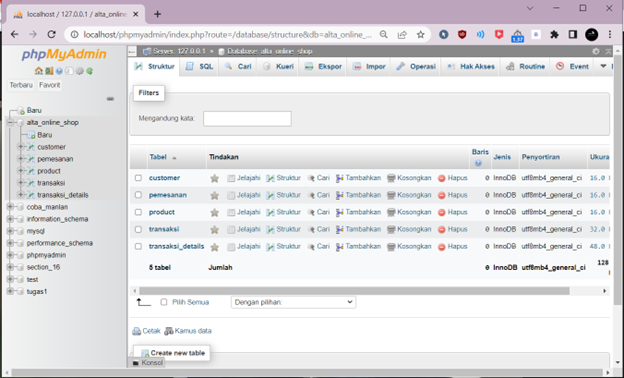 localhost / 127.0.0.1 / alta_online
localhost/phpmyadmin/index.php?route=/database/structure&db=alta_online_...
1.37
phpMyAdmin
Terbaru Favorit
Baru
alta_online_shop
Baru
customer
pemesanan
product
transaksi
transaksi_details
coba_manlan
information_schema
mysql
performance_schema
phpmyadmin
section_16
test
tugas1
Server: 127.0.0.1 » Database: alta_online_shop
Struktur SQL Cari Kueri Ekspor Impor Operasi Hak Akses Routine Event
Filters
Mengandung kata:
Tabel Tindakan Baris Jenis Penyortiran Ukura
customer Jelajahi Struktur Cari Tambahkan Kosongkan Hapus 0 InnoDB utf8mb4_general_ci 16.0
pemesanan Jelajahi Struktur Cari Tambahkan Kosongkan Hapus 0 InnoDB utf8mb4_general_ci 16.0
product Jelajahi Struktur Cari Tambahkan Kosongkan Hapus 0 InnoDB utf8mb4_general_ci 16.0
transaksi Jelajahi Struktur Cari Tambahkan Kosongkan Hapus 0 InnoDB utf8mb4_general_ci 32.0
transaksi_details Jelajahi Struktur Cari Tambahkan Kosongkan Hapus 0 InnoDB utf8mb4_general_ci 48.0
5 tabel Jumlah 0 InnoDB utf8mb4_general_ci 128
Pilih Semua Dengan pilihan:
Cetak Kamus data
Create new table
Konsol